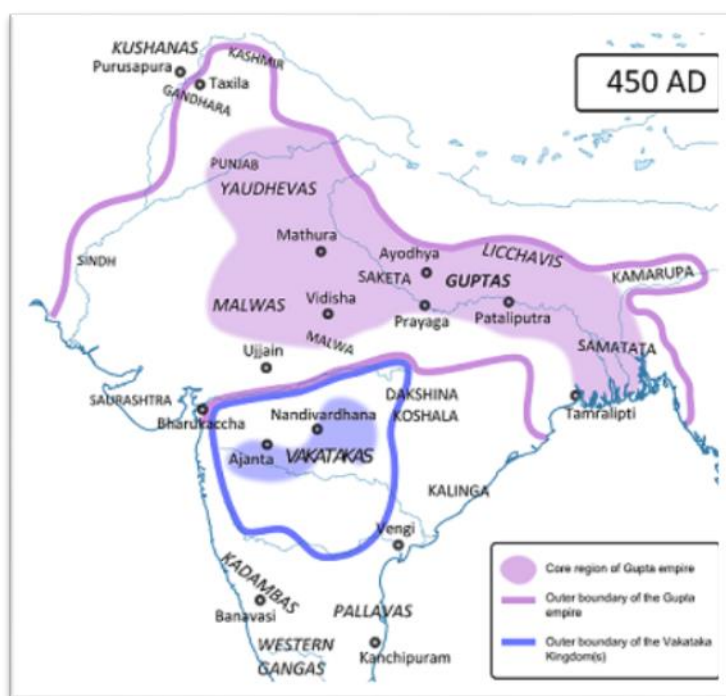 450 AD
KUSHANAS
Purusapura
KASHMIR
Taxila
GANDHARA
PUNJAB
YAUDHEVAS
Mathura
Ayodhya
LICCHAVIS
SINDH
SAKETA
GUPTAS
KAMARUPA
MALWAS
Vidisha
Prayaga
Pataliputra
MALWA
SAMATATA
Ujjain
SAURASHTRA
Bharukaccha
DAKSHINA
KOSHALA
Tamralipti
Nandivardhana
Ajanta
VAKATAKAS
KALINGA
Vengi
KADAMBAS
Banavasi
PALLAVAS
WESTERN
GANGAS
Kanchipuram
Core region of Gupta empire
Outer boundary of the Gupta
empire
Outer boundary of the Vakataka
Kingdom(s)